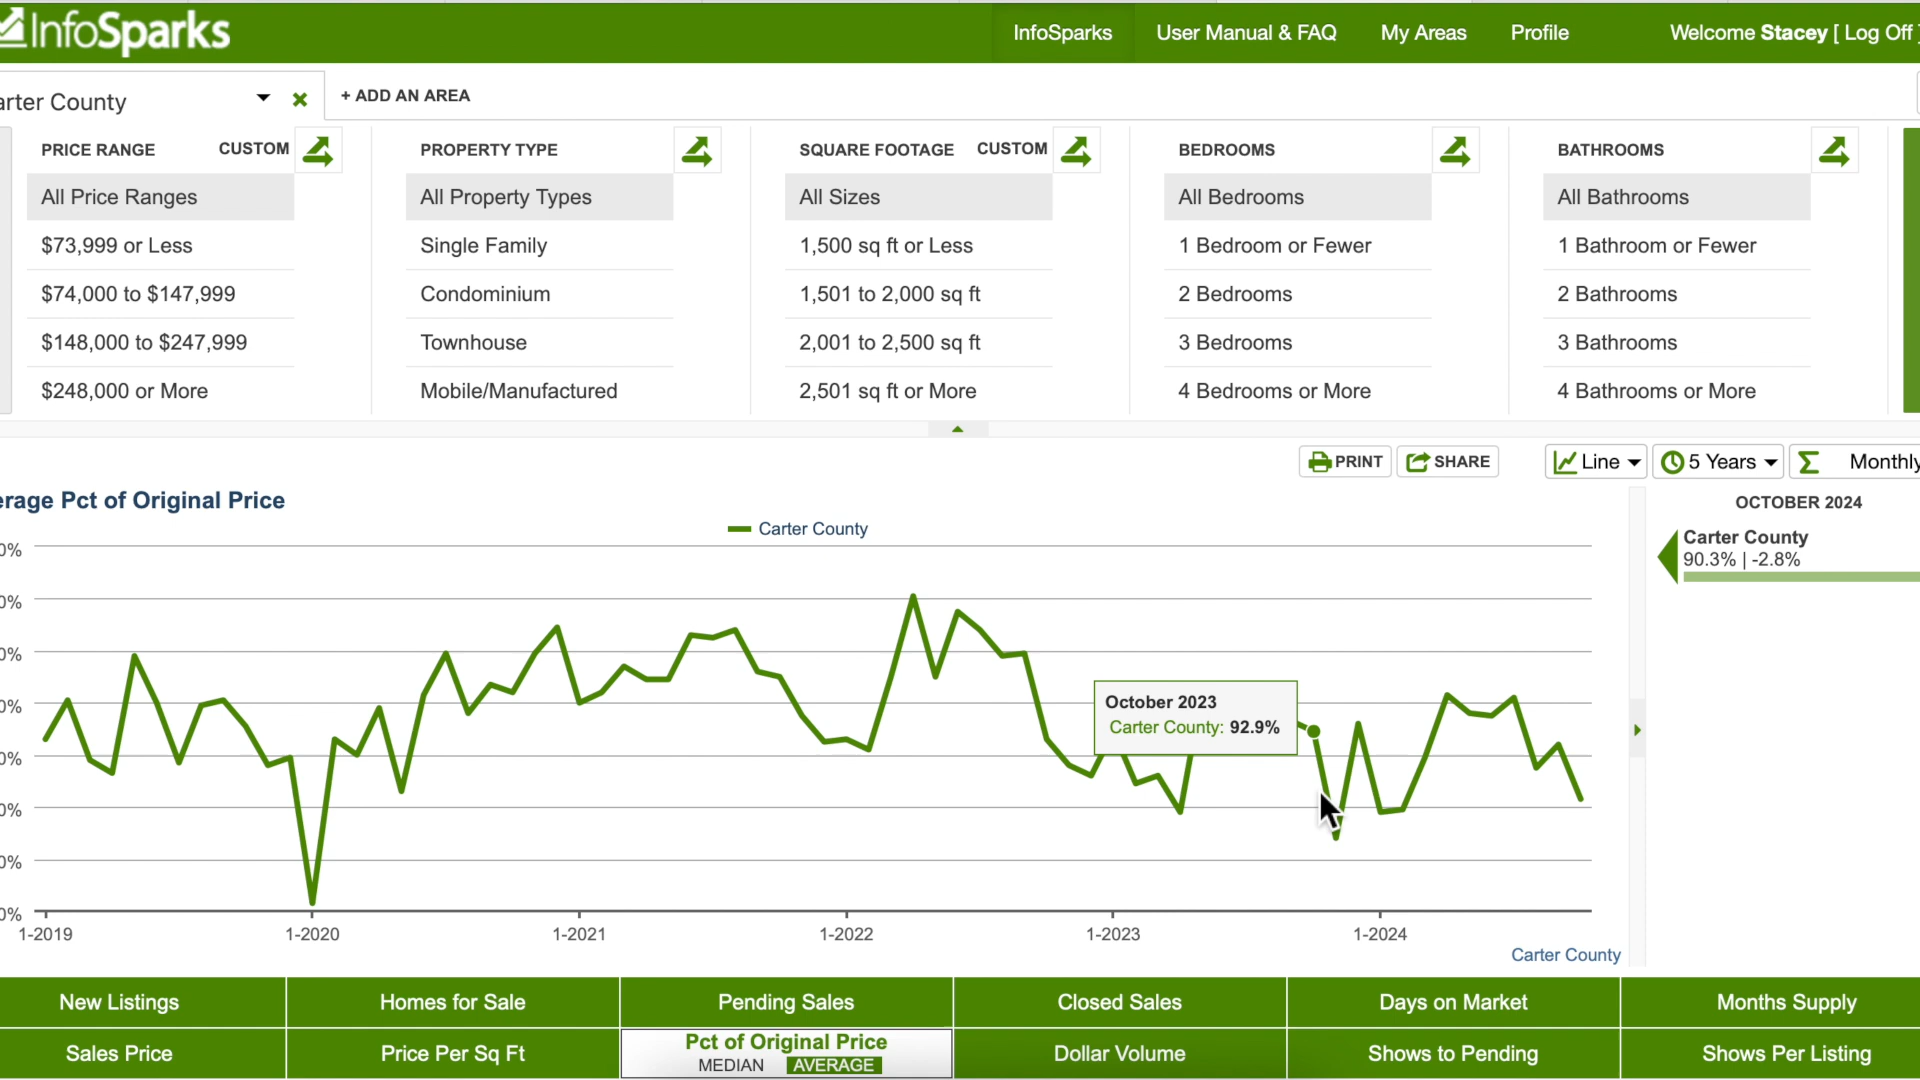 InfoSparks
InfoSparks User Manual & FAQ My Areas Profile Welcome Stacey [ Log Off ]
arter County + ADD AN AREA
PRICE RANGE CUSTOM
All Price Ranges
$73,999 or Less
$74,000 to $147,999
$148,000 to $247,999
$248,000 or More
PROPERTY TYPE
All Property Types
Single Family
Condominium
Townhouse
Mobile/Manufactured
SQUARE FOOTAGE CUSTOM
All Sizes
1,500 sq ft or Less
1,501 to 2,000 sq ft
2,001 to 2,500 sq ft
2,501 sq ft or More
BEDROOMS
All Bedrooms
1 Bedroom or Fewer
2 Bedrooms
3 Bedrooms
4 Bedrooms or More
BATHROOMS
All Bathrooms
1 Bathroom or Fewer
2 Bathrooms
3 Bathrooms
4 Bathrooms or More
PRINT SHARE Line 5 Years Monthly
erage Pct of Original Price
Carter County
0%
0%
0%
0%
0%
0%
0%
0%
October 2023
Carter County: 92.9%
1-2019 1-2020 1-2021 1-2022 1-2023 1-2024
Carter County
OCTOBER 2024
Carter County
90.3% | -2.8%
New Listings Homes for Sale Pending Sales Closed Sales Days on Market Months Supply
Sales Price Price Per Sq Ft Pct of Original Price Dollar Volume Shows to Pending Shows Per Listing
MEDIAN AVERAGE